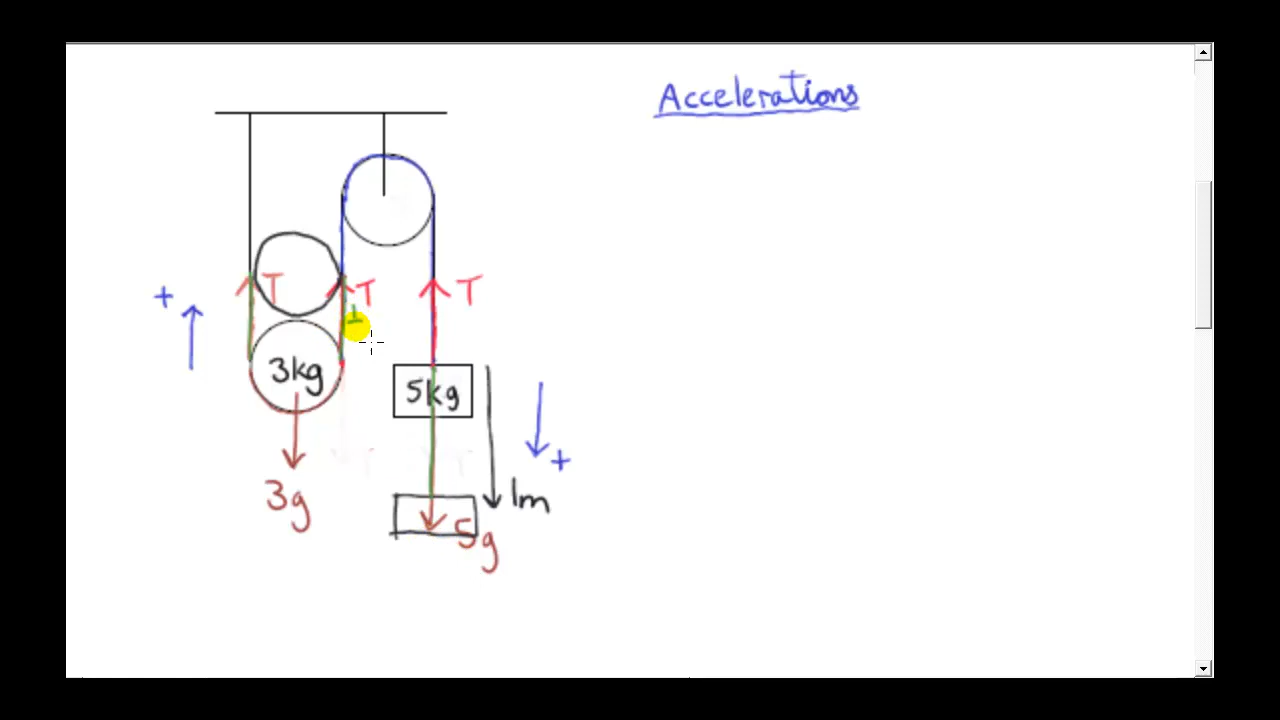 Accelerations
+
T
T
T
3kg
5kg
+
1m
3g
5g